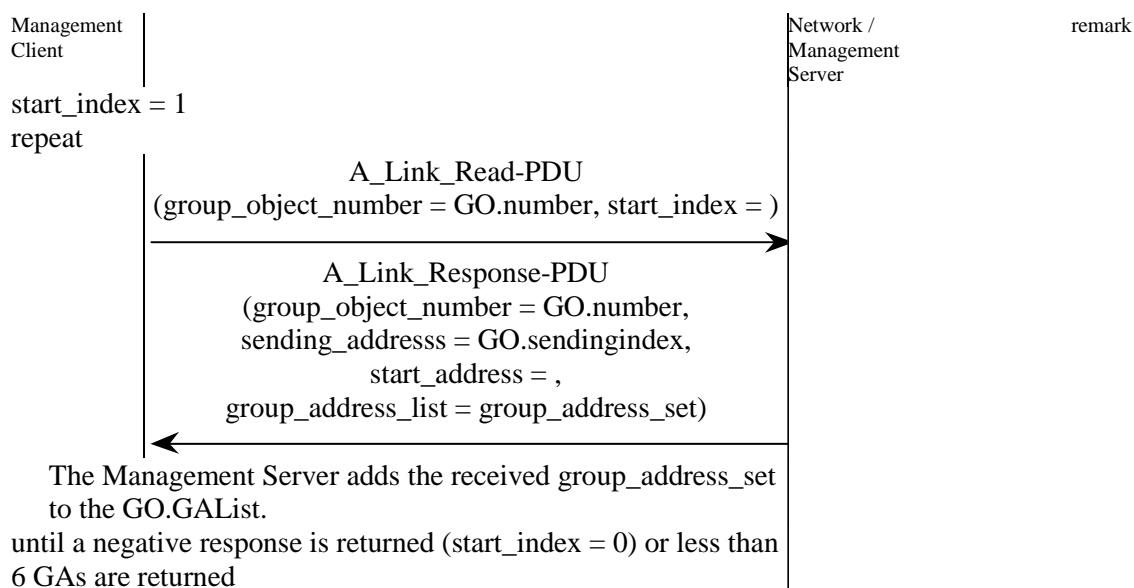 Management
Client
Network /
Management
Server
remark
start_index = 1
repeat
A_Link_Read-PDU
(group_object_number = GO.number, start_index = )
A_Link_Response-PDU
(group_object_number = GO.number,
sending_addresss = GO.sendingindex,
start_address = ,
group_address_list = group_address_set)
The Management Server adds the received group_address_set
to the GO.GAList.
until a negative response is returned (start_index = 0) or less than
6 GAs are returned